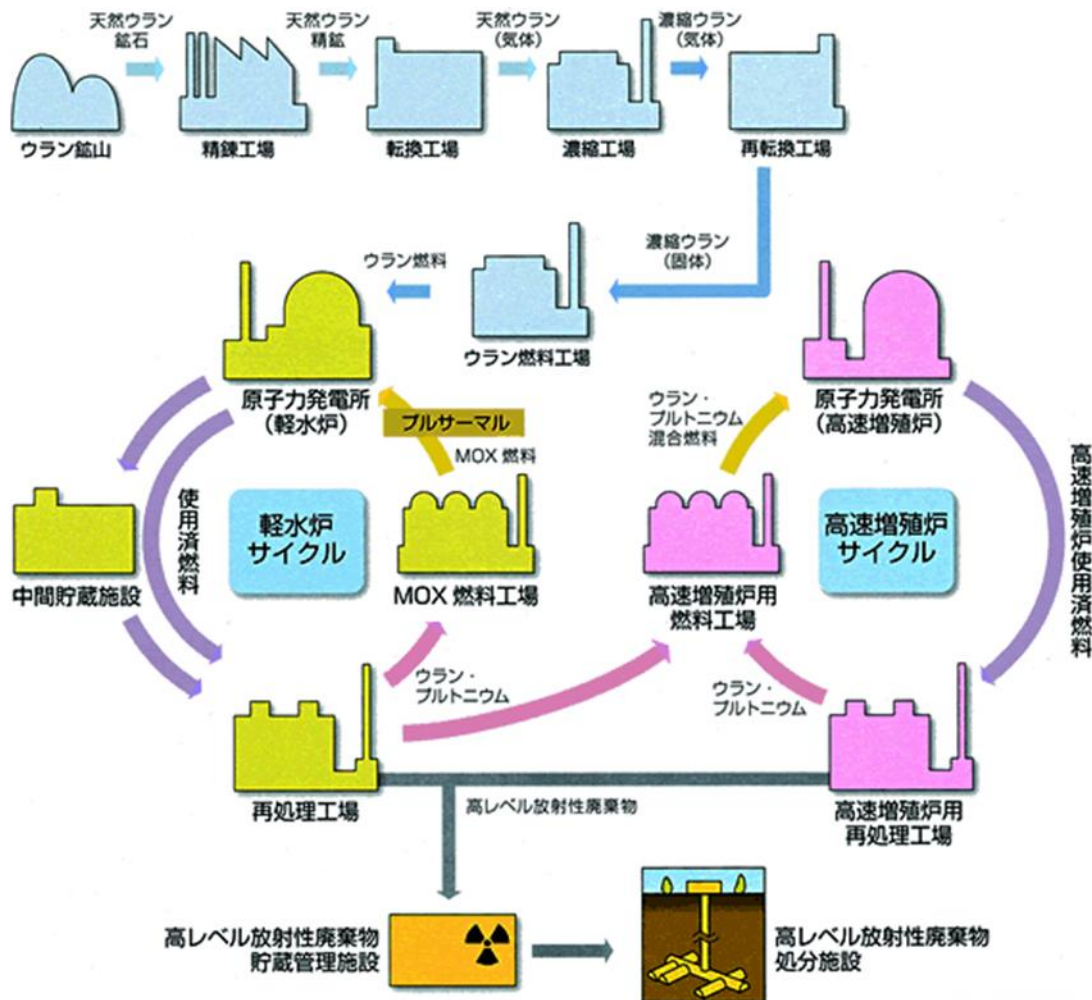 天然ウラン
鉱石
天然ウラン
精鉱
天然ウラン
(気体)
濃縮ウラン
(気体)
ウラン鉱山
精錬工場
転換工場
濃縮工場
再転換工場
濃縮ウラン
(固体)
ウラン燃料
ウラン燃料工場
原子力発電所
(軽水炉)
プルサーマル
MOX 燃料
ウラン・
プルトニウム
混合燃料
原子力発電所
(高速増殖炉)
使用済燃料
軽水炉
サイクル
高速増殖炉
サイクル
高速増殖炉使用済燃料
中間貯蔵施設
MOX 燃料工場
高速増殖炉用
燃料工場
ウラン・
プルトニウム
ウラン・
プルトニウム
再処理工場
高レベル放射性廃棄物
高速増殖炉用
再処理工場
高レベル放射性廃棄物
貯蔵管理施設
高レベル放射性廃棄物
処分施設